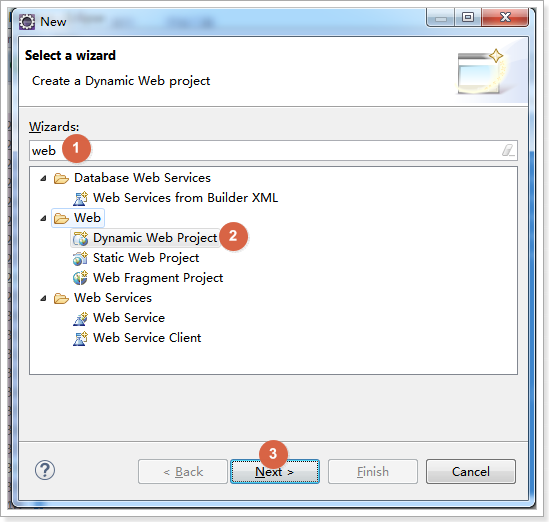 New
Select a wizard
Create a Dynamic Web project
Wizards:
web 1
Database Web Services
Web Services from Builder XML
Web
Dynamic Web Project 2
Static Web Project
Web Fragment Project
Web Services
Web Service
Web Service Client
3
? < Back Next > Finish Cancel